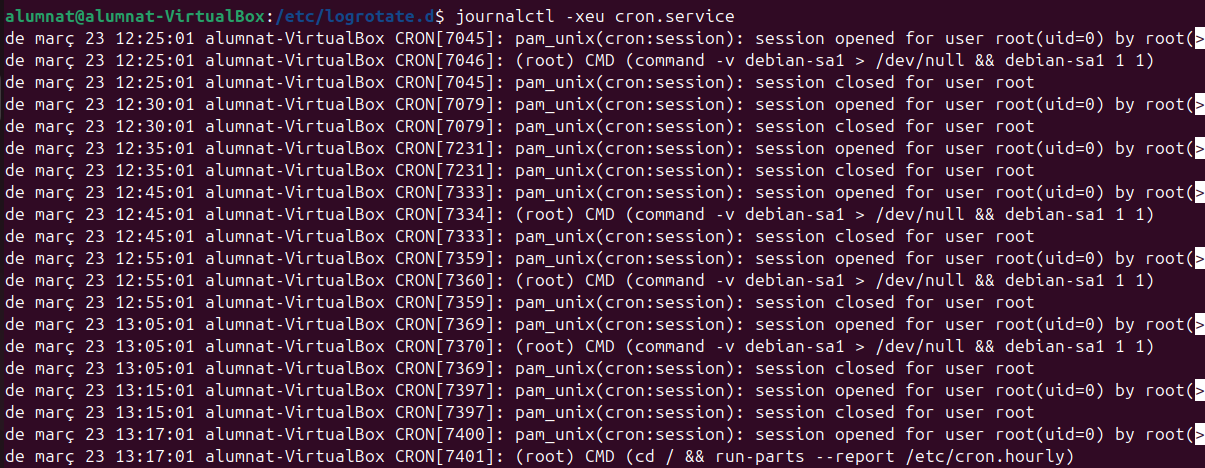 alumnat@alumnat-VirtualBox:/etc/logrotate.d$ journalctl -xeu cron.service
de març 23 12:25:01 alumnat-VirtualBox CRON[7045]: pam_unix(cron:session): session opened for user root(uid=0) by root(>
de març 23 12:25:01 alumnat-VirtualBox CRON[7046]: (root) CMD (command -v debian-sa1 > /dev/null && debian-sa1 1 1)
de març 23 12:25:01 alumnat-VirtualBox CRON[7045]: pam_unix(cron:session): session closed for user root
de març 23 12:30:01 alumnat-VirtualBox CRON[7079]: pam_unix(cron:session): session opened for user root(uid=0) by root(>
de març 23 12:30:01 alumnat-VirtualBox CRON[7079]: pam_unix(cron:session): session closed for user root
de març 23 12:35:01 alumnat-VirtualBox CRON[7231]: pam_unix(cron:session): session opened for user root(uid=0) by root(>
de març 23 12:35:01 alumnat-VirtualBox CRON[7231]: pam_unix(cron:session): session closed for user root
de març 23 12:45:01 alumnat-VirtualBox CRON[7333]: pam_unix(cron:session): session opened for user root(uid=0) by root(>
de març 23 12:45:01 alumnat-VirtualBox CRON[7334]: (root) CMD (command -v debian-sa1 > /dev/null && debian-sa1 1 1)
de març 23 12:45:01 alumnat-VirtualBox CRON[7333]: pam_unix(cron:session): session closed for user root
de març 23 12:55:01 alumnat-VirtualBox CRON[7359]: pam_unix(cron:session): session opened for user root(uid=0) by root(>
de març 23 12:55:01 alumnat-VirtualBox CRON[7360]: (root) CMD (command -v debian-sa1 > /dev/null && debian-sa1 1 1)
de març 23 12:55:01 alumnat-VirtualBox CRON[7359]: pam_unix(cron:session): session closed for user root
de març 23 13:05:01 alumnat-VirtualBox CRON[7369]: pam_unix(cron:session): session opened for user root(uid=0) by root(>
de març 23 13:05:01 alumnat-VirtualBox CRON[7370]: (root) CMD (command -v debian-sa1 > /dev/null && debian-sa1 1 1)
de març 23 13:05:01 alumnat-VirtualBox CRON[7369]: pam_unix(cron:session): session closed for user root
de març 23 13:15:01 alumnat-VirtualBox CRON[7397]: pam_unix(cron:session): session opened for user root(uid=0) by root(>
de març 23 13:15:01 alumnat-VirtualBox CRON[7397]: pam_unix(cron:session): session closed for user root
de març 23 13:17:01 alumnat-VirtualBox CRON[7400]: pam_unix(cron:session): session opened for user root(uid=0) by root(>
de març 23 13:17:01 alumnat-VirtualBox CRON[7401]: (root) CMD (cd / && run-parts --report /etc/cron.hourly)